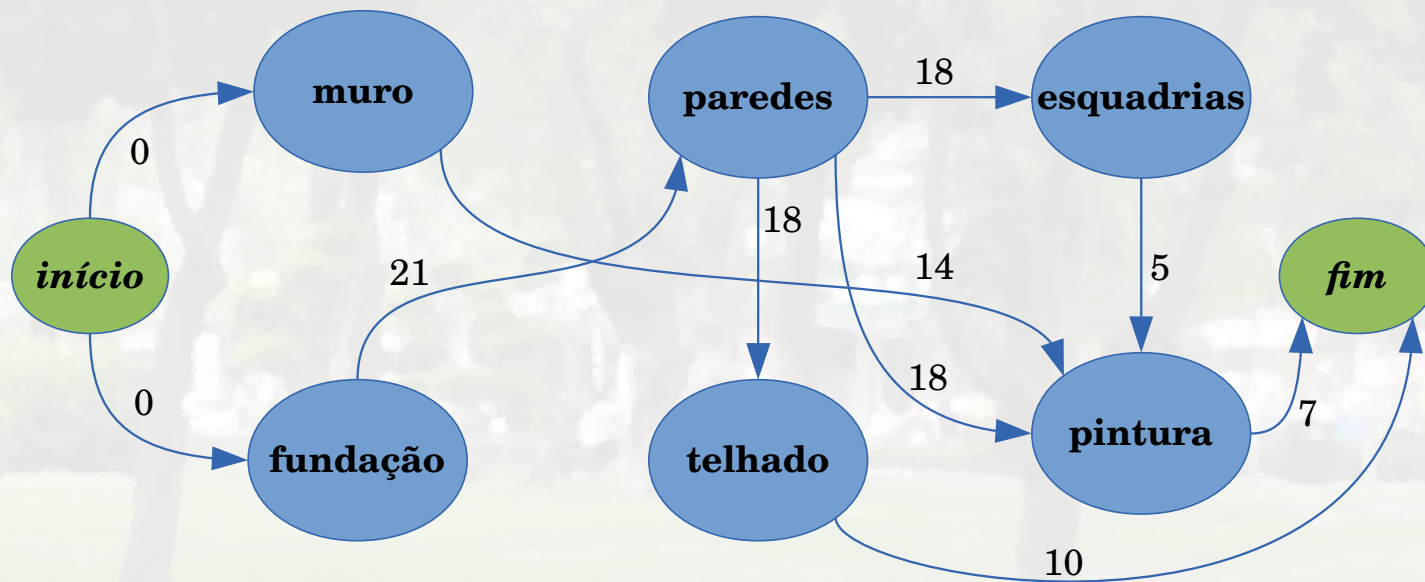 muro
paredes
18
esquadrias
0
início
21
18
14
5
fim
0
fundação
telhado
18
pintura
7
10